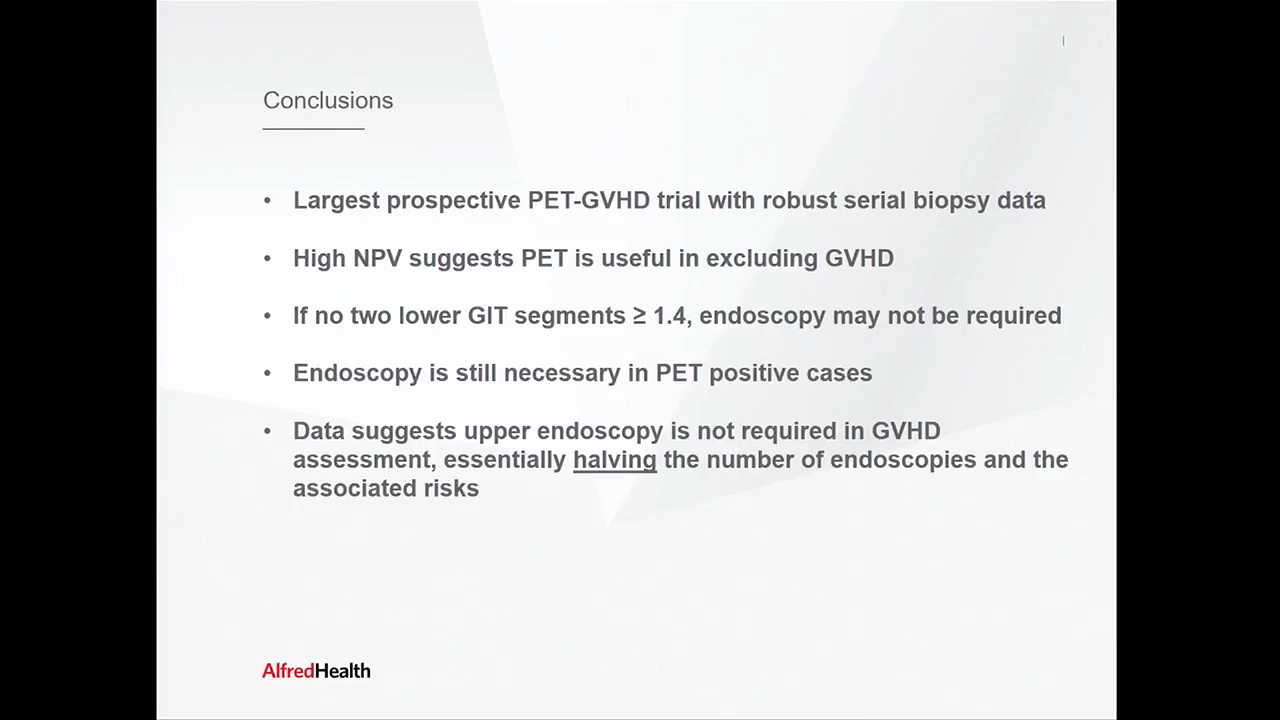 Conclusions
• Largest prospective PET-GVHD trial with robust serial biopsy data
• High NPV suggests PET is useful in excluding GVHD
• If no two lower GIT segments ≥ 1.4, endoscopy may not be required
• Endoscopy is still necessary in PET positive cases
• Data suggests upper endoscopy is not required in GVHD
assessment, essentially halving the number of endoscopies and the
associated risks
AlfredHealth